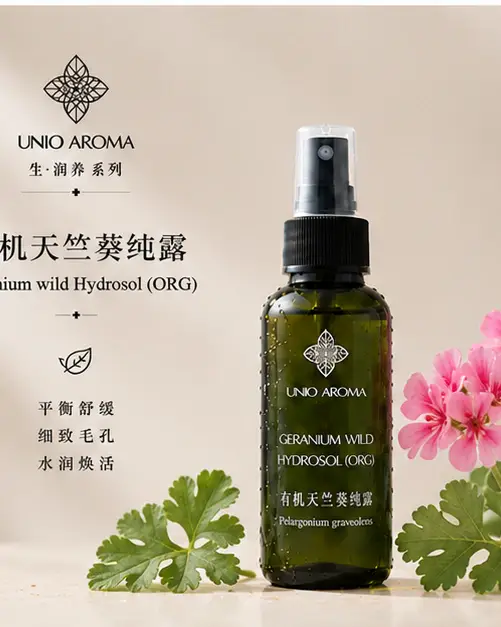 UNIO AROMA
生·润养系列
机天竺葵纯露
ium wild Hydrosol (ORG)
平衡舒缓
细致毛孔
水润焕活
UNIO AROMA
GERANIUM WILD
HYDROSOL (ORG)
有机天竺葵纯露
Pelargonium graveolens